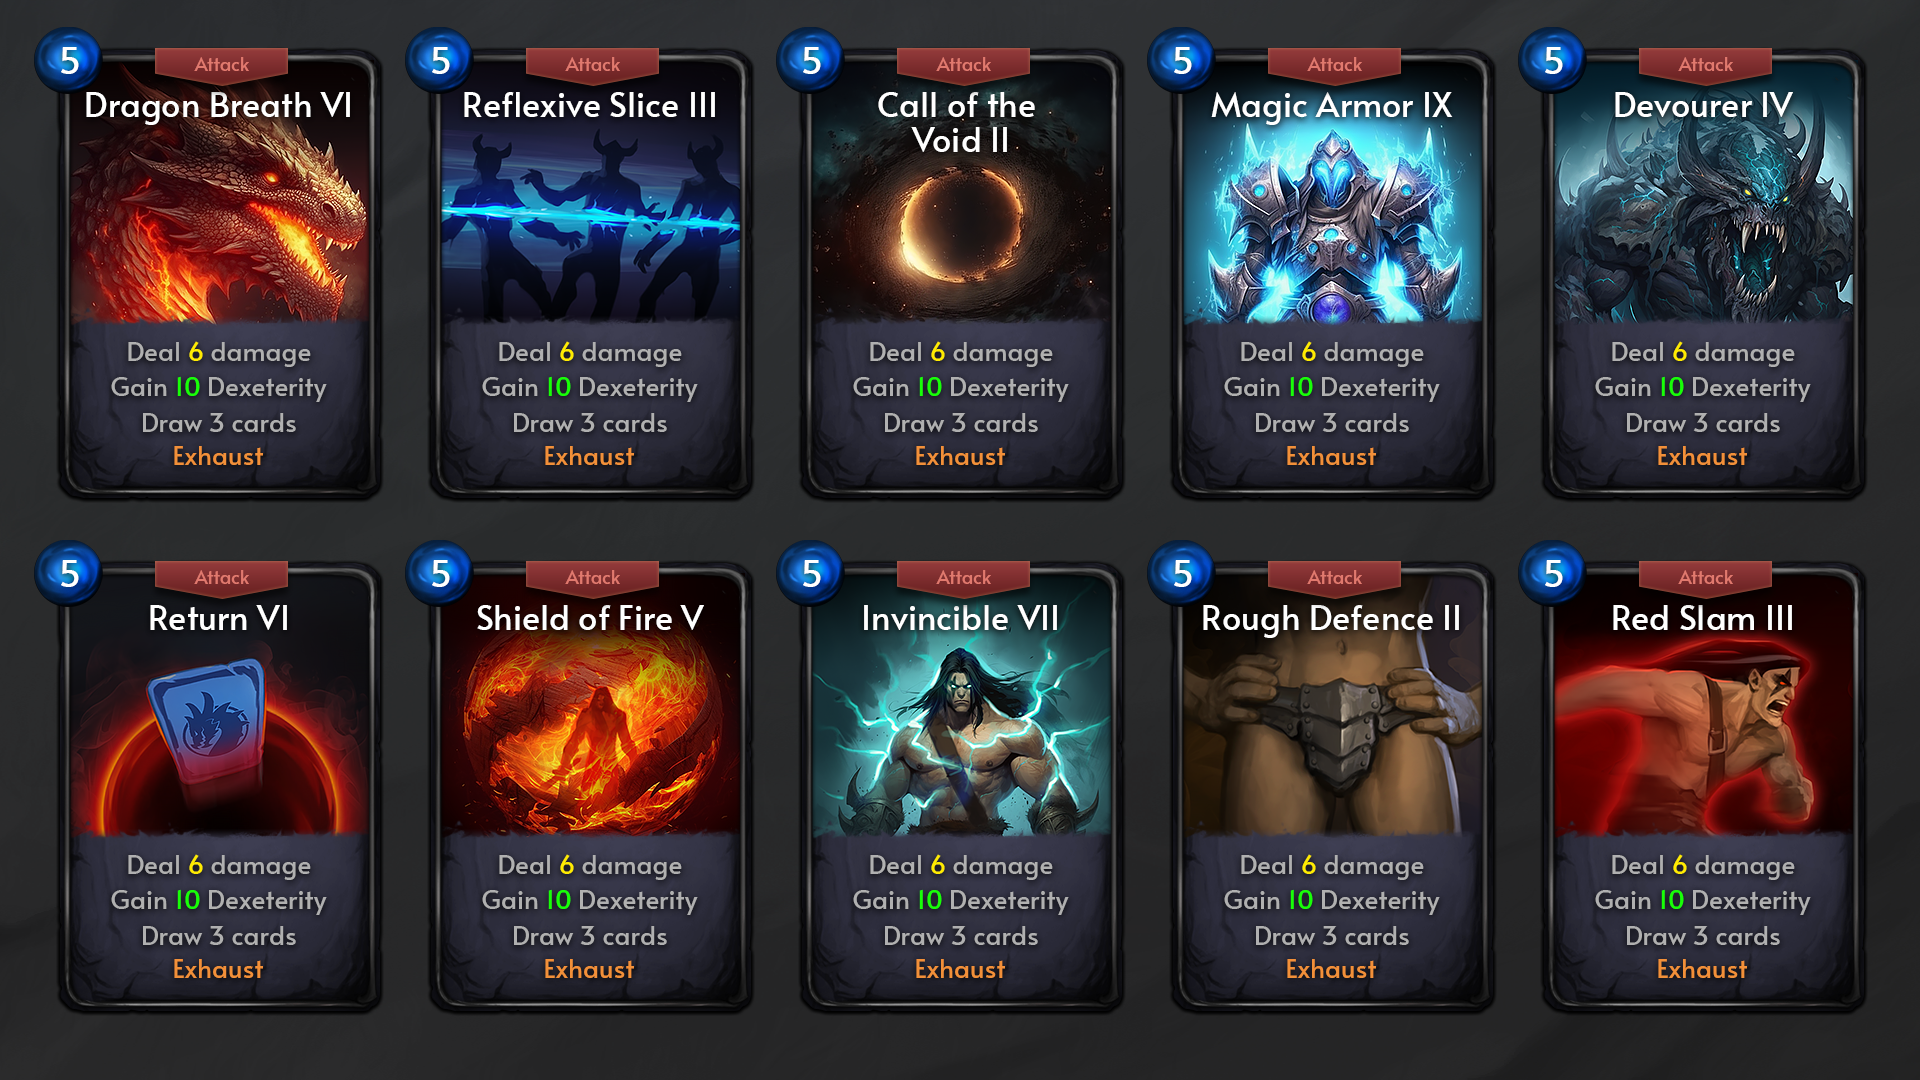 5
Attack
Dragon Breath VI
Deal 6 damage
Gain 10 Dexeterity
Draw 3 cards
Exhaust
5
Attack
Reflexive Slice III
Deal 6 damage
Gain 10 Dexeterity
Draw 3 cards
Exhaust
5
Attack
Call of the
Void II
Deal 6 damage
Gain 10 Dexeterity
Draw 3 cards
Exhaust
5
Attack
Magic Armor IX
Deal 6 damage
Gain 10 Dexeterity
Draw 3 cards
Exhaust
5
Attack
Devourer IV
Deal 6 damage
Gain 10 Dexeterity
Draw 3 cards
Exhaust
5
Attack
Return VI
Deal 6 damage
Gain 10 Dexeterity
Draw 3 cards
Exhaust
5
Attack
Shield of Fire V
Deal 6 damage
Gain 10 Dexeterity
Draw 3 cards
Exhaust
5
Attack
Invincible VII
Deal 6 damage
Gain 10 Dexeterity
Draw 3 cards
Exhaust
5
Attack
Rough Defence II
Deal 6 damage
Gain 10 Dexeterity
Draw 3 cards
Exhaust
5
Attack
Red Slam III
Deal 6 damage
Gain 10 Dexeterity
Draw 3 cards
Exhaust